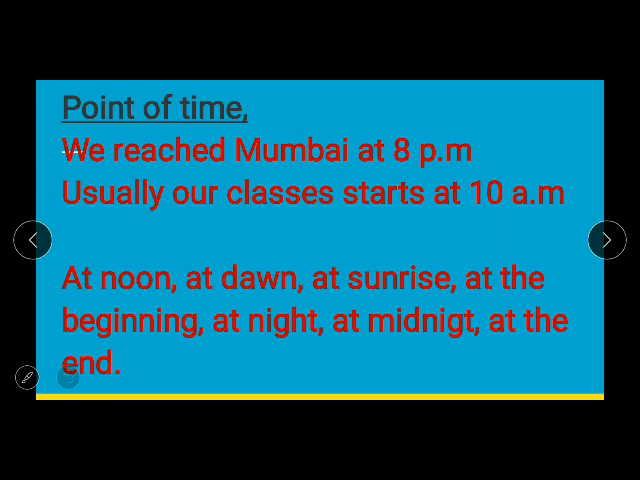 Point of time,
We reached Mumbai at 8 p.m
Usually our classes starts at 10 a.m
At noon, at dawn, at sunrise, at the
beginning, at night, at midnigt, at the
end.